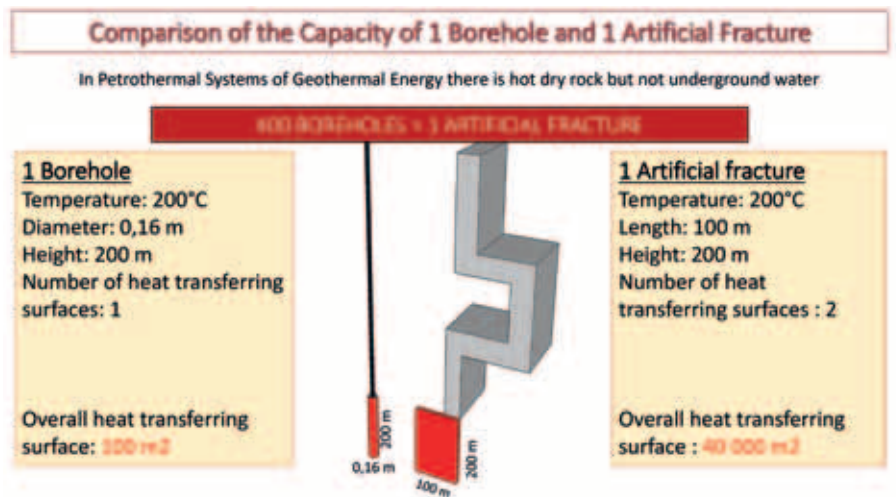 Comparison of the Capacity of 1 Borehole and 1 Artificial Fracture
In Petrothermal Systems of Geothermal Energy there is hot dry rock but not underground water
BOREHOLES = 1 ARTIFICIAL FRACTURE
1 Borehole
Temperature: 200°C
Diameter: 0,16 m
Height: 200 m
Number of heat transferring
surfaces: 1
Overall heat transferring
surface: 100 m2
200 m
0,16 m
200 m
100 m
1 Artificial fracture
Temperature: 200°C
Length: 100 m
Height: 200 m
Number of heat
transferring surfaces : 2
Overall heat transferring
surface : 40 000 m2